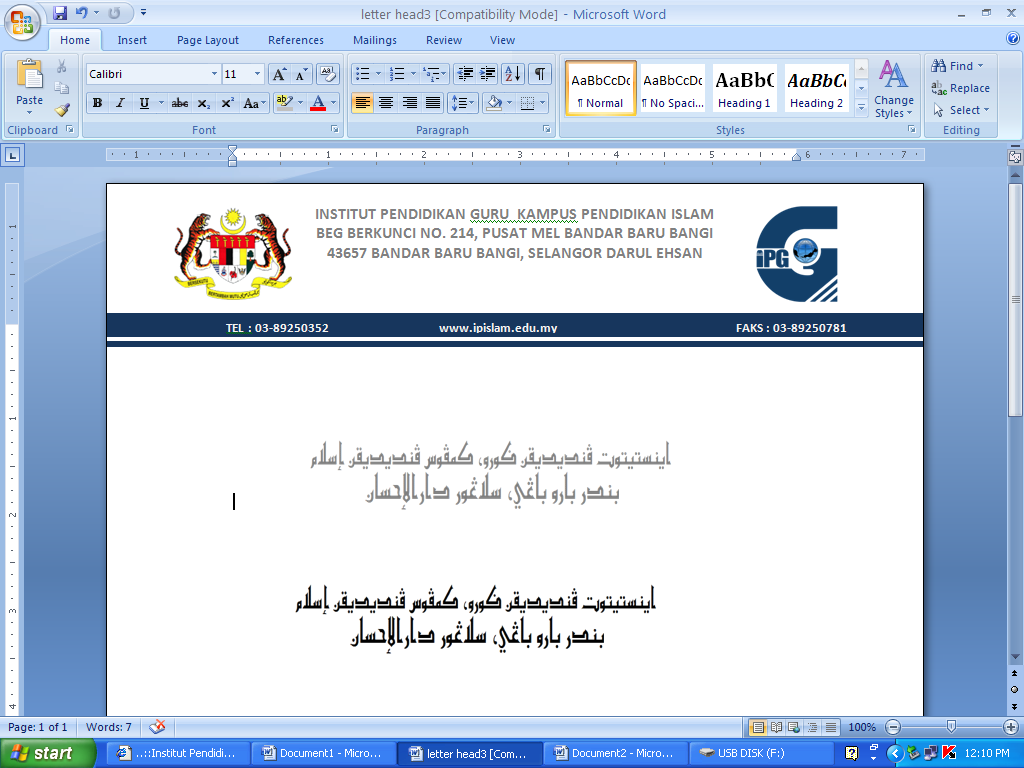 letter head3 [Compatibility Mode] - Microsoft Word
Home Insert Page Layout References Mailings Review View
Paste
Calibri 11
AaBbCcDc AaBbCcDc AaBbC AaBbCc
¶ Normal ¶ No Spaci... Heading 1 Heading 2
Change Styles
Find
Replace
Select
Clipboard Font Paragraph Styles Editing
INSTITUT PENDIDIKAN GURU KAMPUS PENDIDIKAN ISLAM
BEG BERKUNCI NO. 214, PUSAT MEL BANDAR BARU BANGI
43657 BANDAR BARU BANGI, SELANGOR DARUL EHSAN
iPG
TEL : 03-89250352 www.ipislam.edu.my FAKS : 03-89250781
اينستيتوت ڤنديديقن ڬورو، کمڤوس ڤنديديقن إسلام
بندر بارو باڠي، سلاڠور دارالإحسان
اينستيتوت ڤنديديقن ڬورو، کمڤوس ڤنديديقن إسلام
بندر بارو باڠي، سلاڠور دارالإحسان
Page: 1 of 1 Words: 7 100%
start ..::Institut Pendidi... Document1 - Micro... letter head3 [Com... Document2 - Micro... USB DISK (F:) 12:10 PM